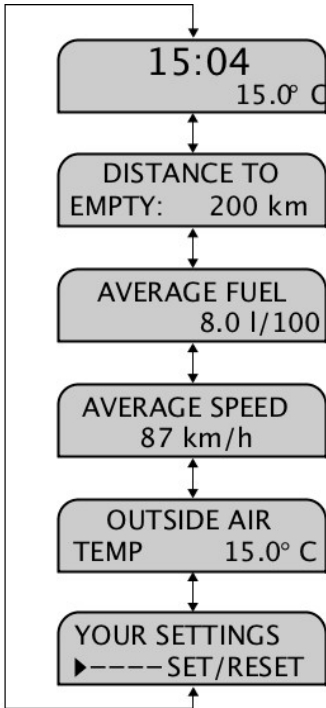 15:04
15.0° C
DISTANCE TO
EMPTY: 200 km
AVERAGE FUEL
8.0 l/100
AVERAGE SPEED
87 km/h
OUTSIDE AIR
TEMP 15.0° C
YOUR SETTINGS
▶---- SET/RESET